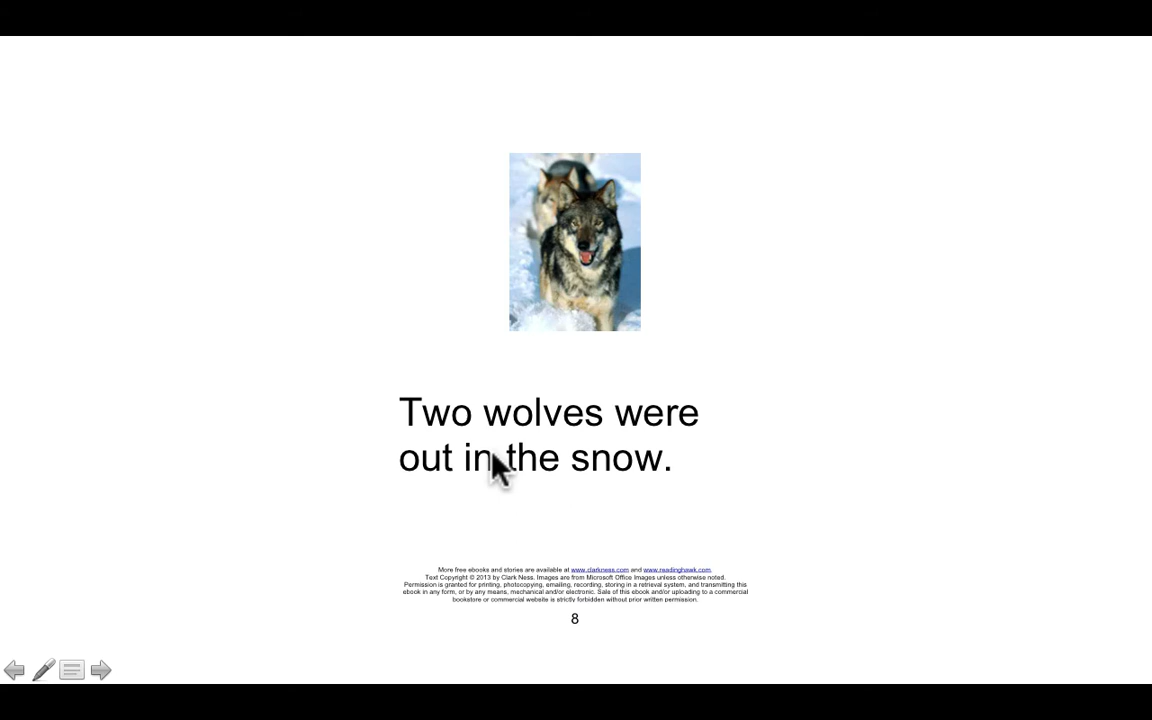 Two wolves were
out in the snow.
More free ebooks and stories are available at www.clarkness.com and www.readinghawk.com.
Text Copyright © 2013 by Clark Ness. Images are from Microsoft Office Images unless otherwise noted.
Permission is granted for printing, photocopying, emailing, recording, storing in a retrieval system, and transmitting this
ebook in any form, or by any means, mechanical and/or electronic. Sale of this ebook and/or uploading to a commercial
bookstore or commercial website is strictly forbidden without prior written permission.
8